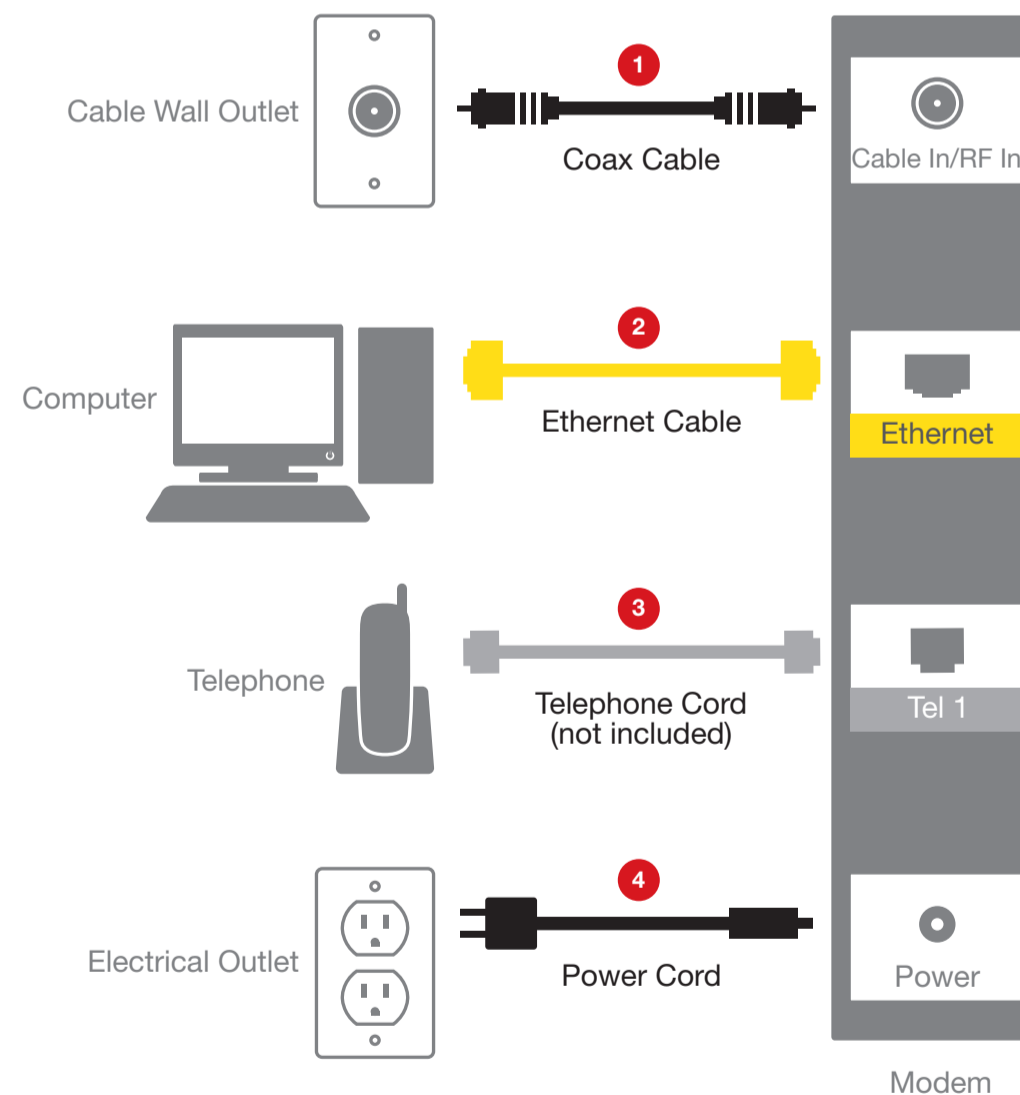 1
Cable Wall Outlet
Coax Cable
Cable In/RF In
2
Computer
Ethernet Cable
Ethernet
3
Telephone
Telephone Cord
(not included)
Tel 1
4
Electrical Outlet
Power Cord
Power
Modem